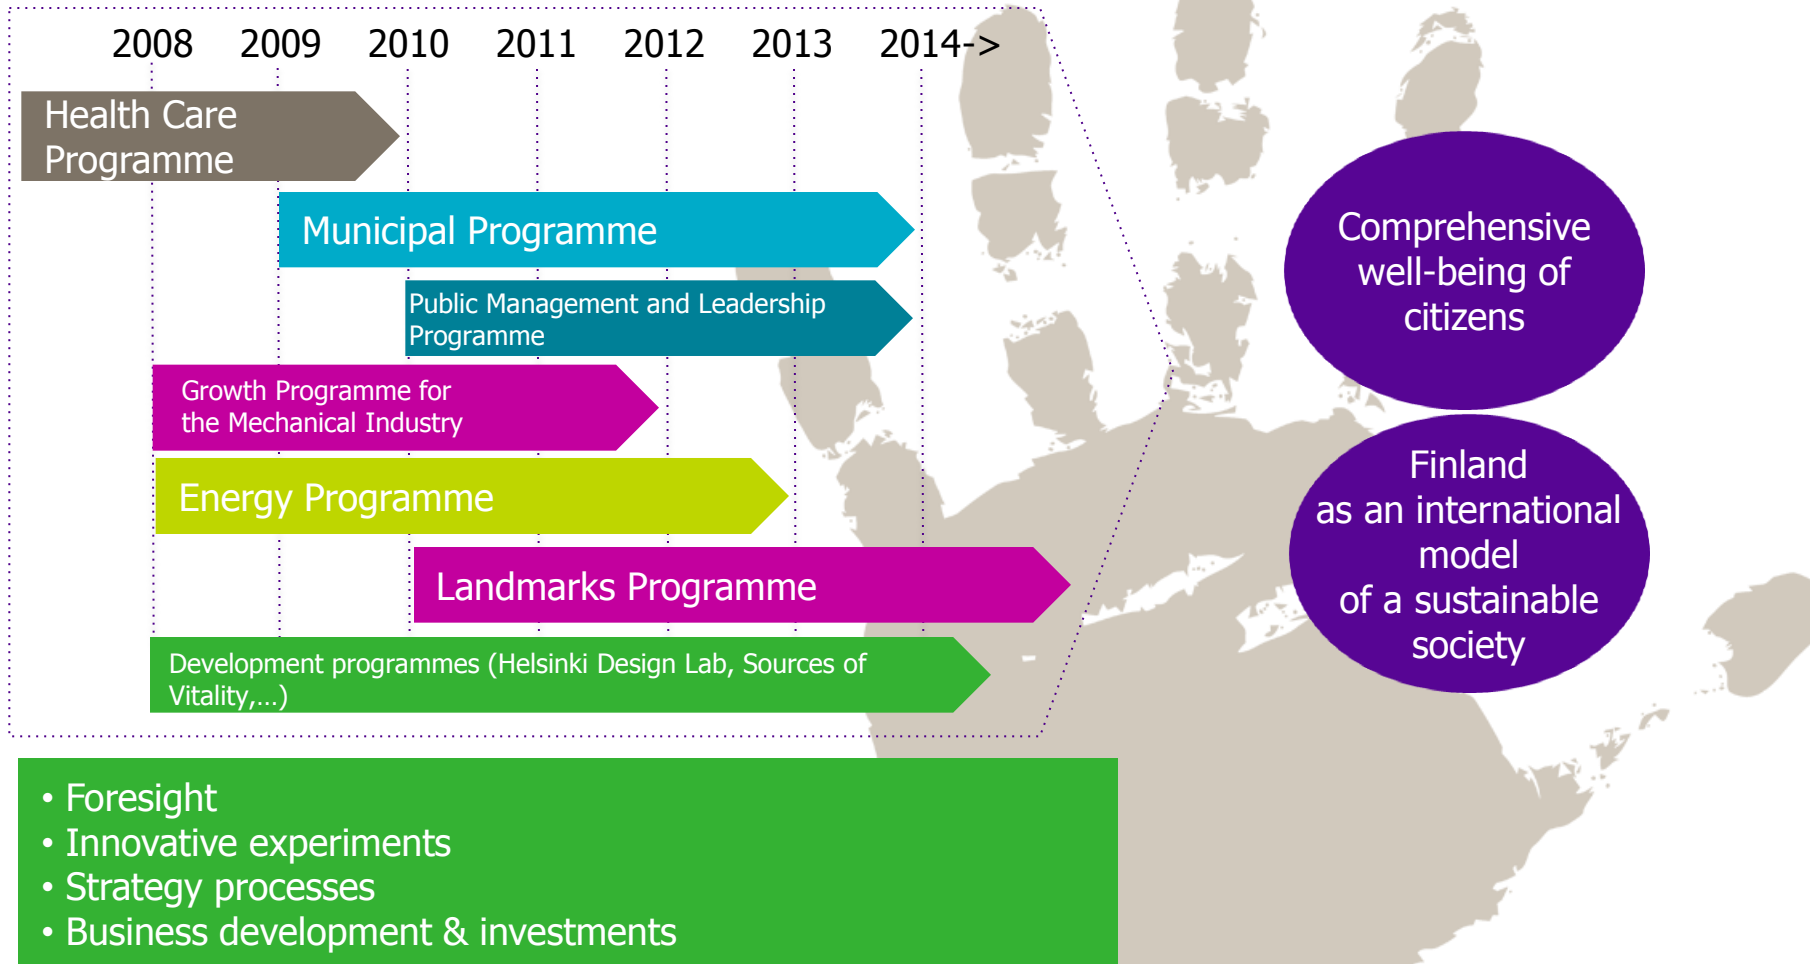 2008 2009 2010 2011 2012 2013 2014->
Health Care
Programme
Municipal Programme
Public Management and Leadership
Programme
Growth Programme for
the Mechanical Industry
Energy Programme
Landmarks Programme
Development programmes (Helsinki Design Lab, Sources of
Vitality,...)
• Foresight
• Innovative experiments
• Strategy processes
• Business development & investments
Comprehensive
well-being of
citizens
Finland
as an international
model
of a sustainable
society